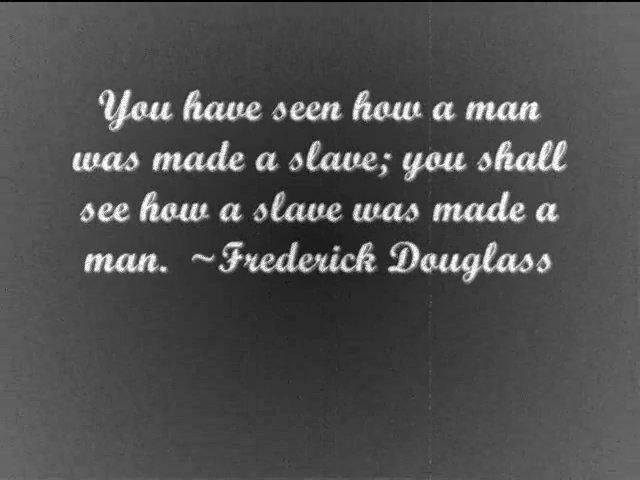 You have seen how a man
was made a slave; you shall
see how a slave was made a
man. ~Frederick Douglass